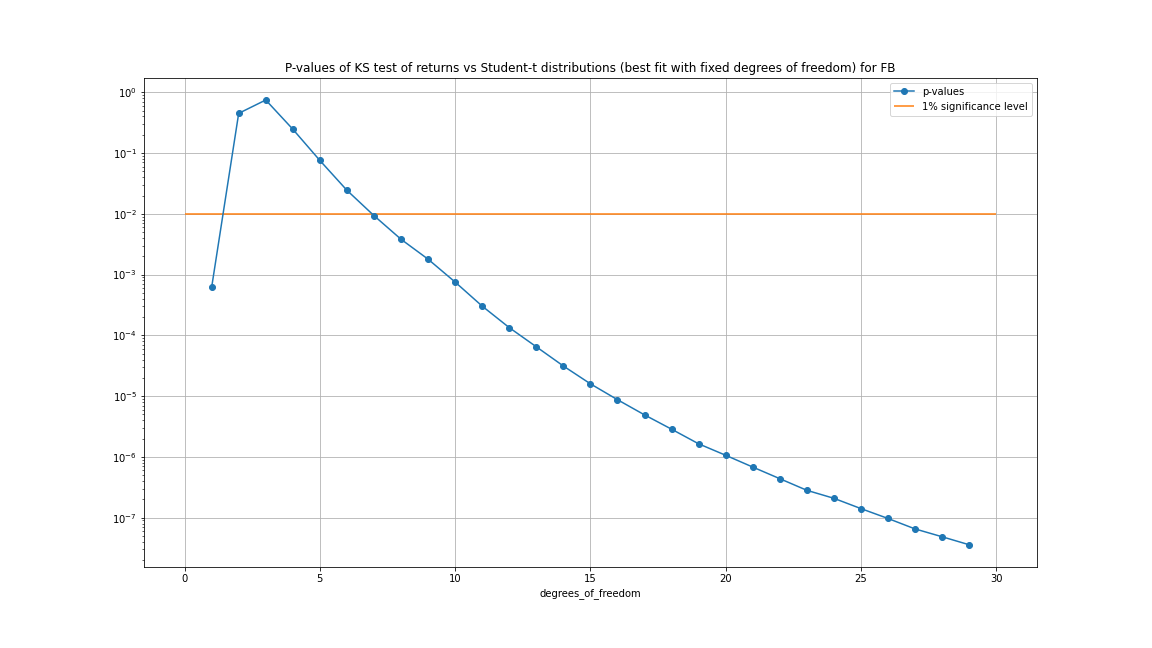 P-values of KS test of returns vs Student-t distributions (best fit with fixed degrees of freedom) for FB
p-values
1% significance level
10⁰
10⁻¹
10⁻²
10⁻³
10⁻⁴
10⁻⁵
10⁻⁶
10⁻⁷
0 5 10 15 20 25 30
degrees_of_freedom